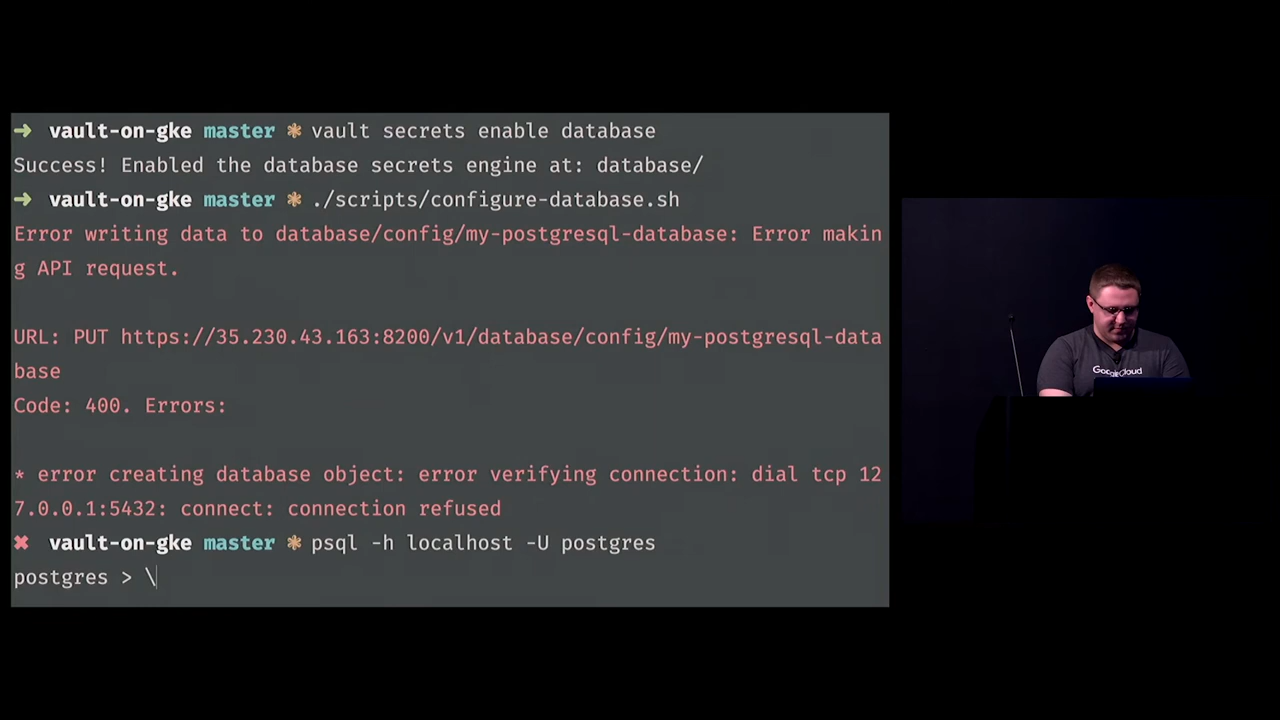 ➜ vault-on-gke master ❃ vault secrets enable database
Success! Enabled the database secrets engine at: database/
➜ vault-on-gke master ❃ ./scripts/configure-database.sh
Error writing data to database/config/my-postgresql-database: Error makin
g API request.
URL: PUT https://35.230.43.163:8200/v1/database/config/my-postgresql-data
base
Code: 400. Errors:
* error creating database object: error verifying connection: dial tcp 12
7.0.0.1:5432: connect: connection refused
✖ vault-on-gke master ❃ psql -h localhost -U postgres
postgres > \
Google Cloud